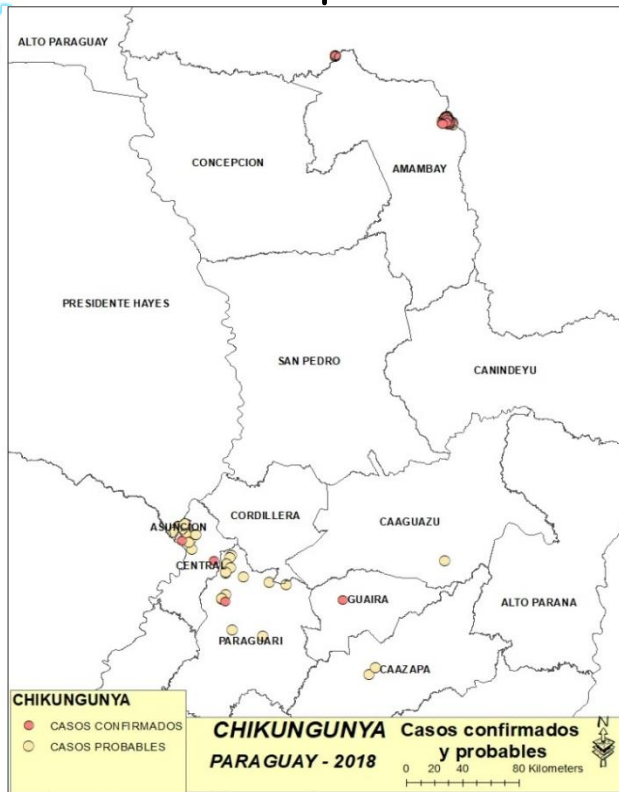 ALTO PARAGUAY
CONCEPCION
AMAMBAY
PRESIDENTE HAYES
SAN PEDRO
CANINDEYU
CORDILLERA
ASUNCION
CAAGUAZU
CENTRAL
GUAIRA
ALTO PARANA
PARAGUARI
CAAZAPA
CHIKUNGUNYA
CASOS CONFIRMADOS
CASOS PROBABLES
CHIKUNGUNYA
PARAGUAY - 2018
Casos confirmados
y probables
N
0 20 40 80 Kilometers